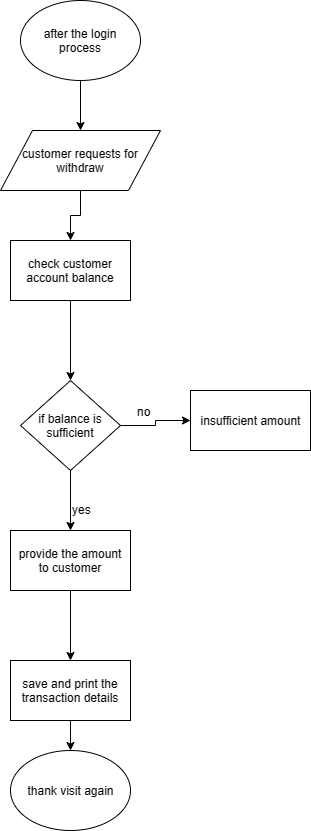 after the login
process
customer requests for
withdraw
check customer
account balance
if balance is
sufficient
no
insufficient amount
yes
provide the amount
to customer
save and print the
transaction details
thank visit again